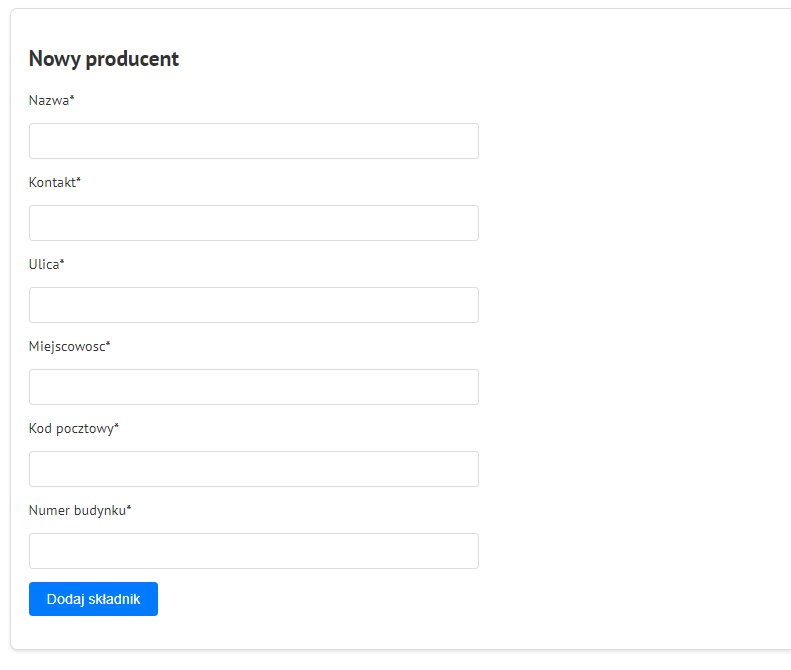 Nowy producent
Nazwa*
Kontakt*
Ulica*
Miejscowosc*
Kod pocztowy*
Numer budynku*
Dodaj składnik